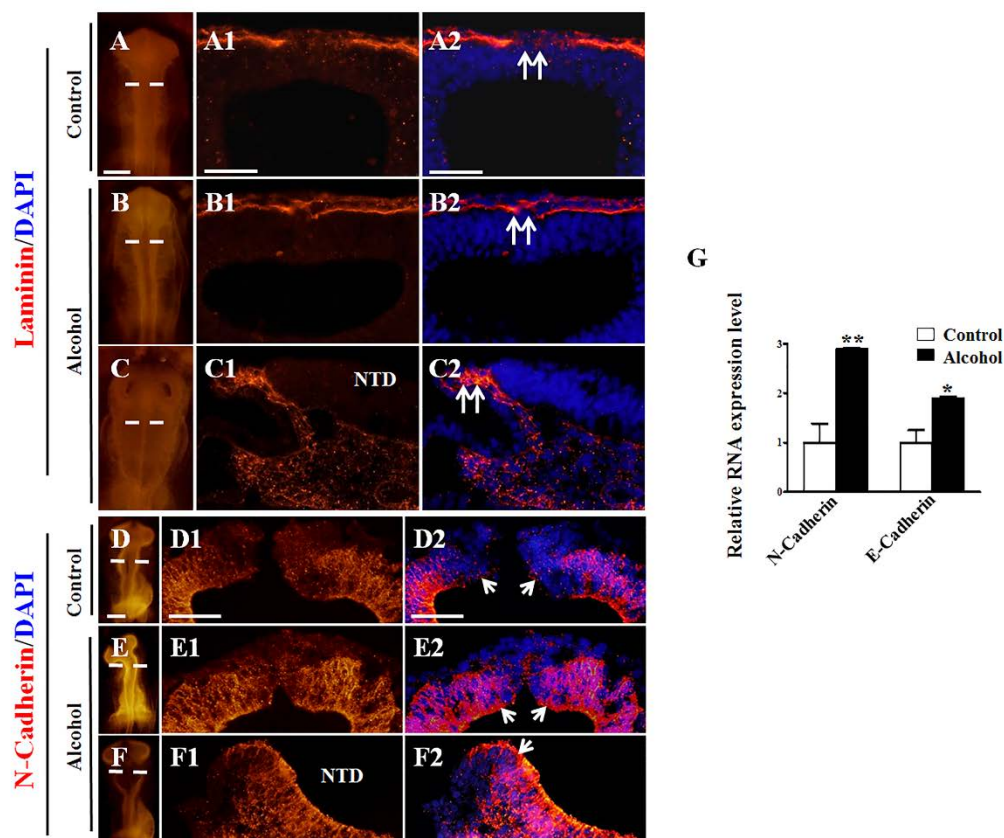 Laminin/DAPI
Control
A
A1
A2
Alcohol
B
B1
B2
C
C1
NTD
C2
N-Cadherin/DAPI
Control
D
D1
D2
Alcohol
E
E1
E2
F
F1
NTD
F2
G
Relative RNA expression level
3
2
1
0
**
*
Control
Alcohol
N-Cadherin
E-Cadherin